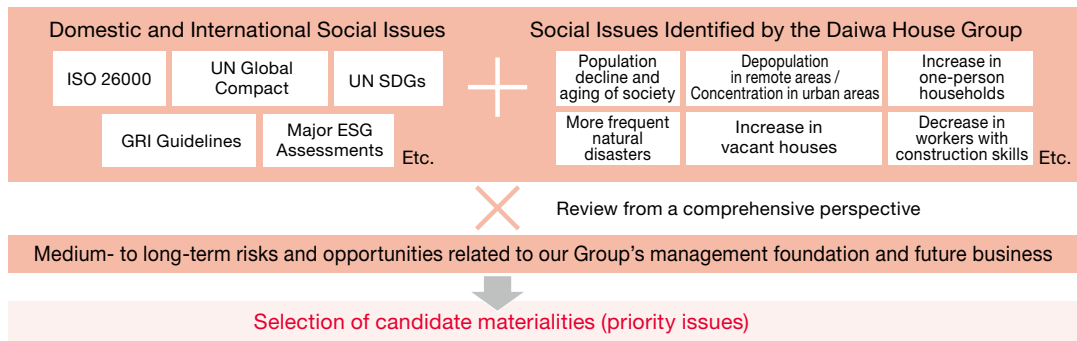 Domestic and International Social Issues
ISO 26000
UN Global
Compact
UN SDGs
GRI Guidelines
Major ESG
Assessments
Etc.
Social Issues Identified by the Daiwa House Group
Population
decline and
aging of society
Depopulation
in remote areas /
Concentration in urban areas
Increase in
one-person
households
More frequent
natural
disasters
Increase in
vacant houses
Decrease in
workers with
construction skills
Etc.
Review from a comprehensive perspective
Medium- to long-term risks and opportunities related to our Group's management foundation and future business
Selection of candidate materialities (priority issues)